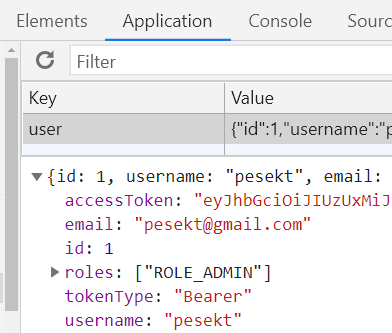 Elements Application Console Sour
Filter
Key Value
user {"id":1,"username":"p
{id: 1, username: "pesekt", email:
accessToken: "eyJhbGciOiJIUzUxMiJ
email: "pesekt@gmail.com"
id: 1
roles: ["ROLE_ADMIN"]
tokenType: "Bearer"
username: "pesekt"